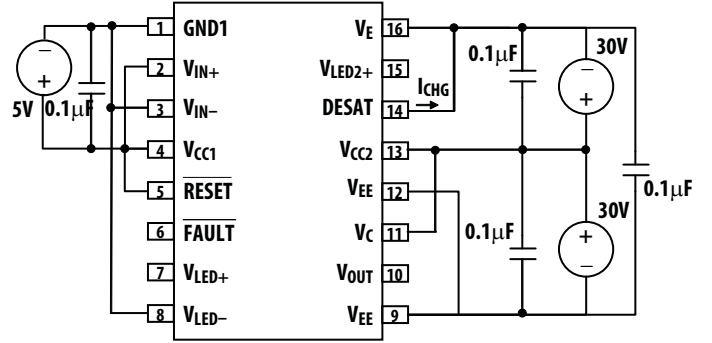 1 GND1
2 VIN+
3 VIN−
4 VCC1
5 RESET
6 FAULT
7 VLED+
8 VLED−
VE 16
VLED2+ 15
DESAT 14
VCC2 13
VEE 12
VC 11
VOUT 10
VEE 9
−
+
5V
0.1µF
ICHG
0.1µF
30V
−
+
0.1µF
30V
0.1µF
+
−